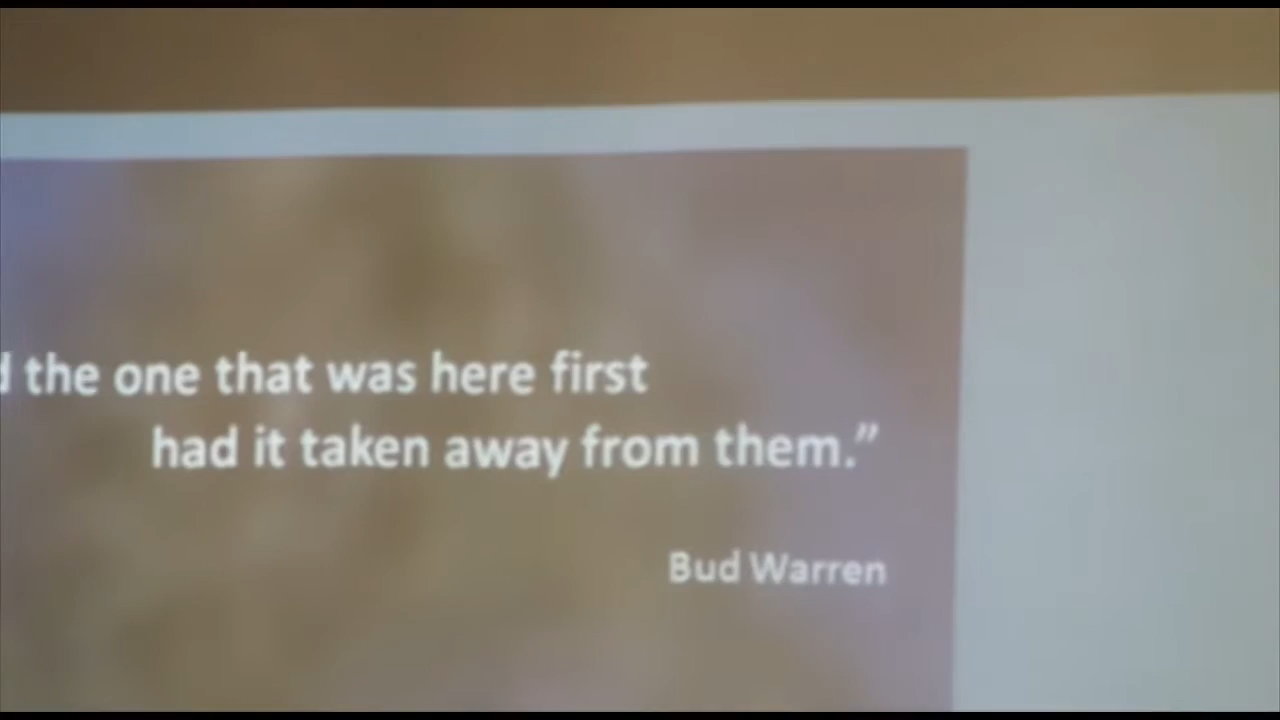 the one that was here first
had it taken away from them.”
Bud Warren